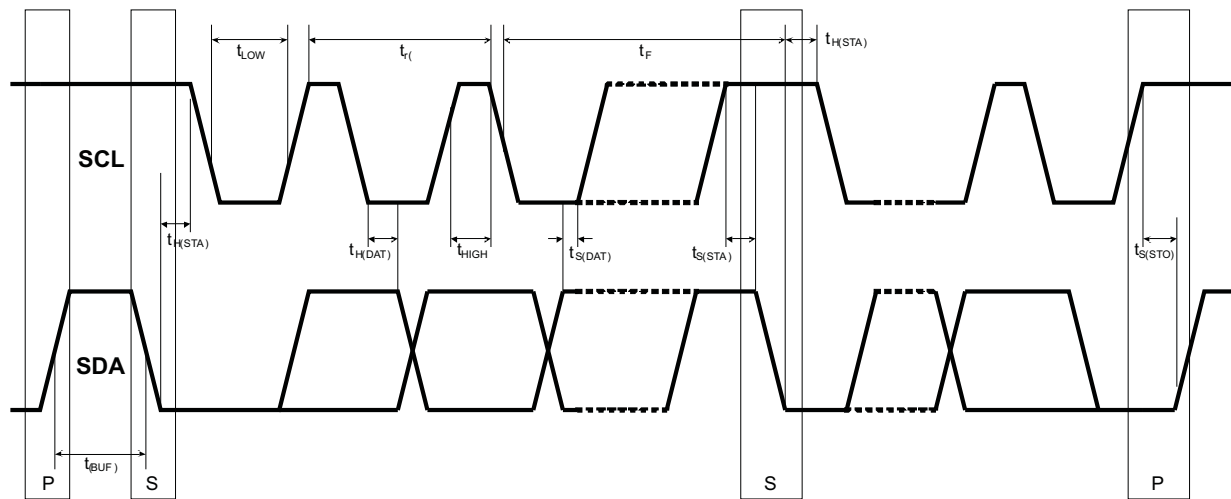 tLOW
tr(
tF
tH(STA)
SCL
tH(STA)
tH(DAT)
tHIGH
tS(DAT)
tS(STA)
tS(STO)
SDA
t(BUF)
P
S
S
P